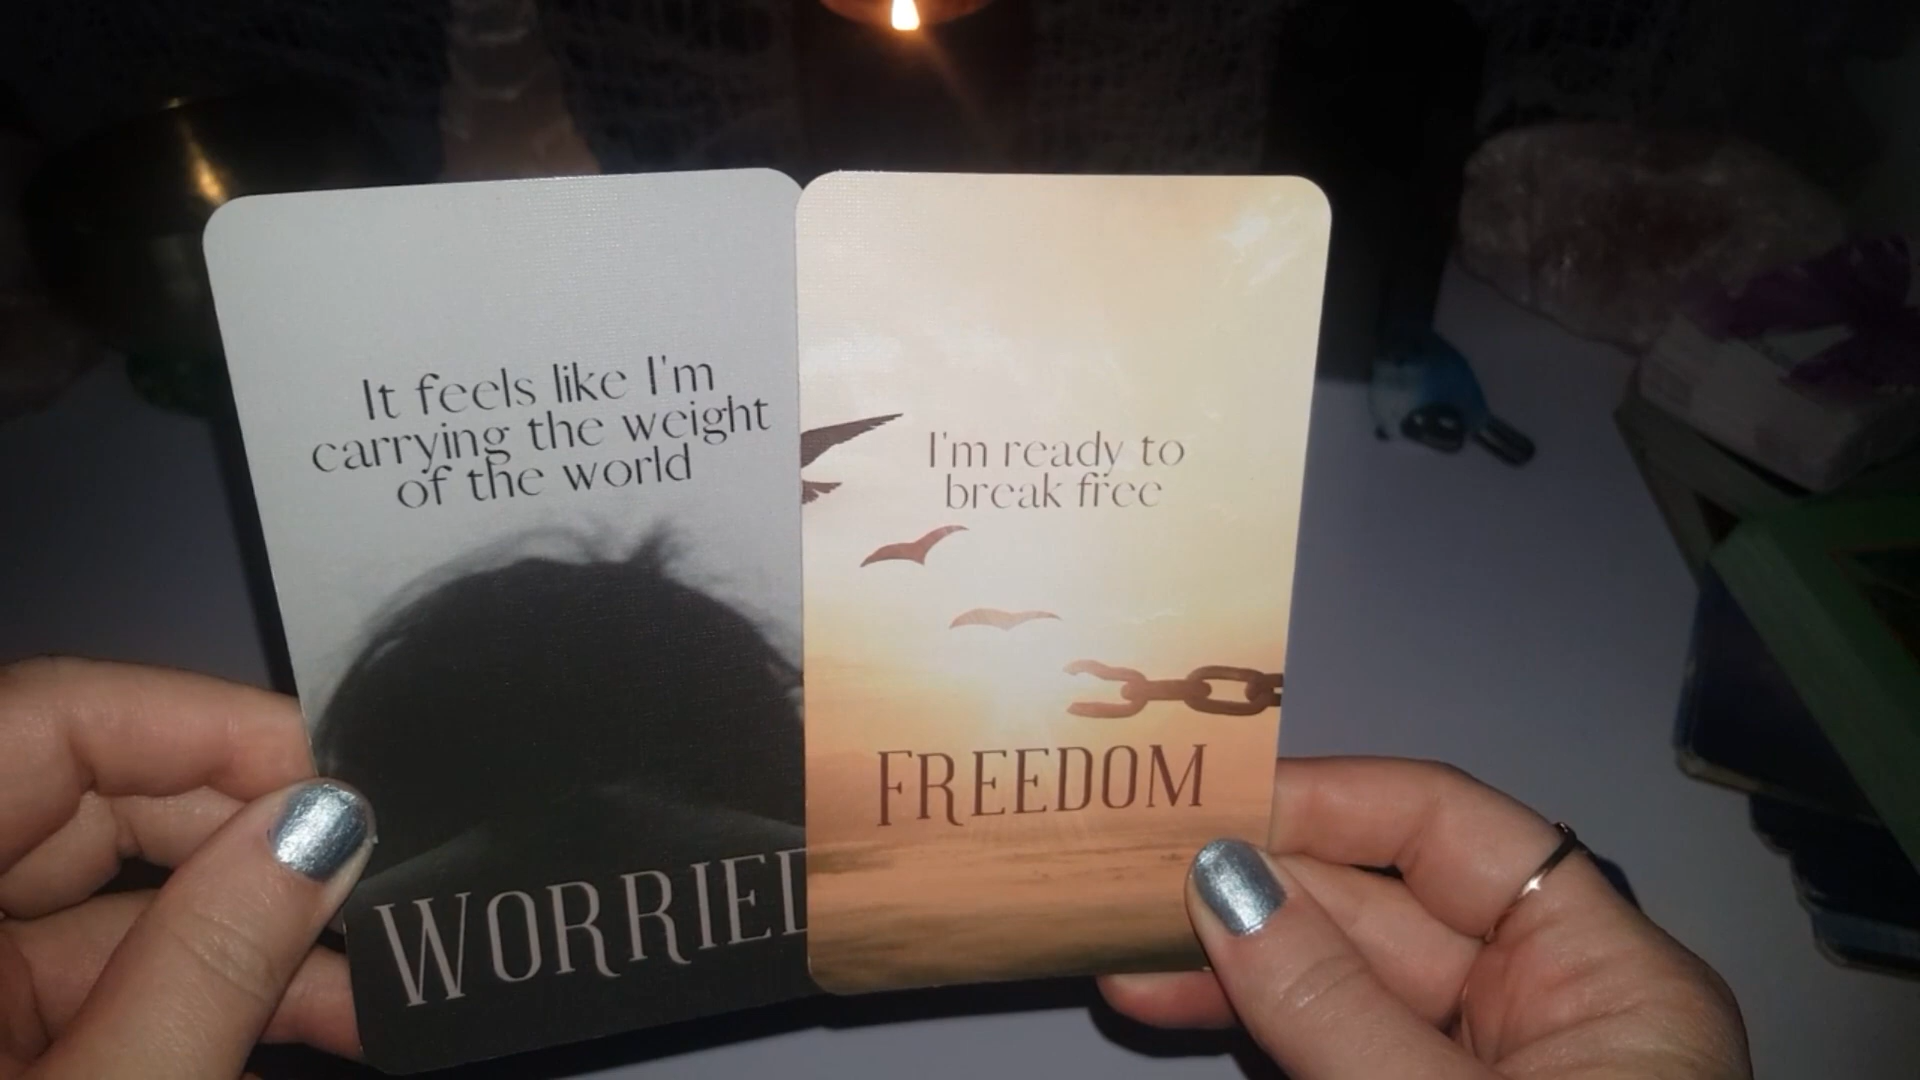 It feels like I'm
carrying the weight
of the world
WORRIED
I'm ready to
break free
FREEDOM